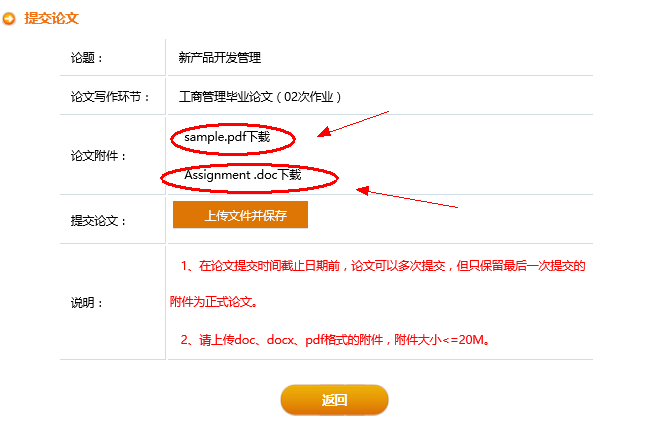 提交论文
论题： 新产品开发管理
论文写作环节： 工商管理毕业论文（02次作业）
论文附件： sample.pdf下载
Assignment .doc下载
提交论文： 上传文件并保存
说明： 1、在论文提交时间截止日期前，论文可以多次提交，但只保留最后一次提交的
附件为正式论文。
2、请上传doc、docx、pdf格式的附件，附件大小<=20M。
返回